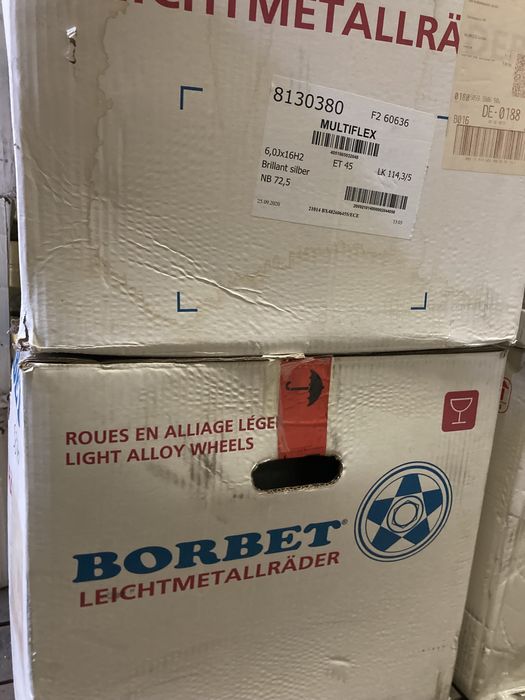 LEICHTMETALLRÄ
8130380
F2 60636
MULTIFLEX
6,0Jx16H2
ET 45
LK 114,3/5
Brillant silber
NB 72,5
25.09.2020
DE-0188
B016
ROUES EN ALLIAGE LÉGE
LIGHT ALLOY WHEELS
BORBET®
LEICHTMETALLRÄDER